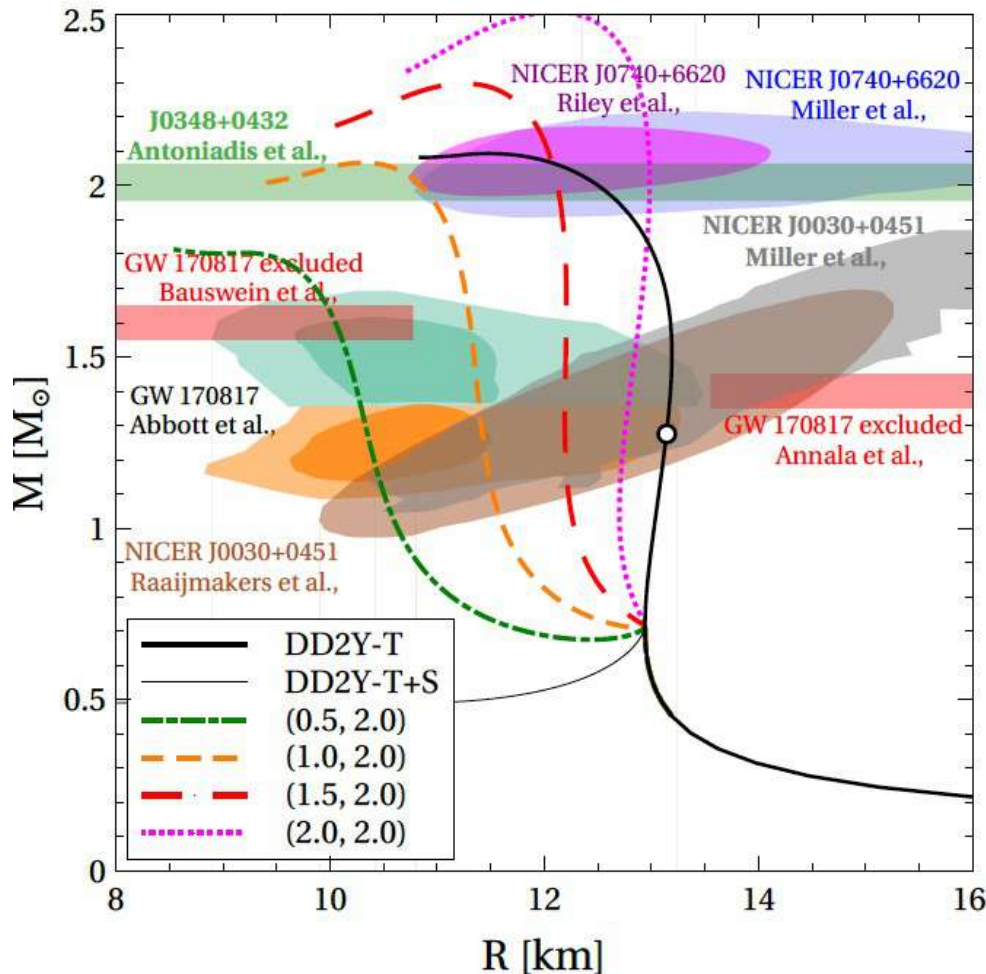 2.5
2
1.5
1
0.5
0
M [M⊙]
8
10
12
14
16
R [km]
NICER J0740+6620
Riley et al.,
NICER J0740+6620
Miller et al.,
J0348+0432
Antoniadis et al.,
NICER J0030+0451
Miller et al.,
GW 170817 excluded
Bauswein et al.,
GW 170817
Abbott et al.,
GW 170817 excluded
Annala et al.,
NICER J0030+0451
Raaijmakers et al.,
DD2Y-T
DD2Y-T+S
(0.5, 2.0)
(1.0, 2.0)
(1.5, 2.0)
(2.0, 2.0)